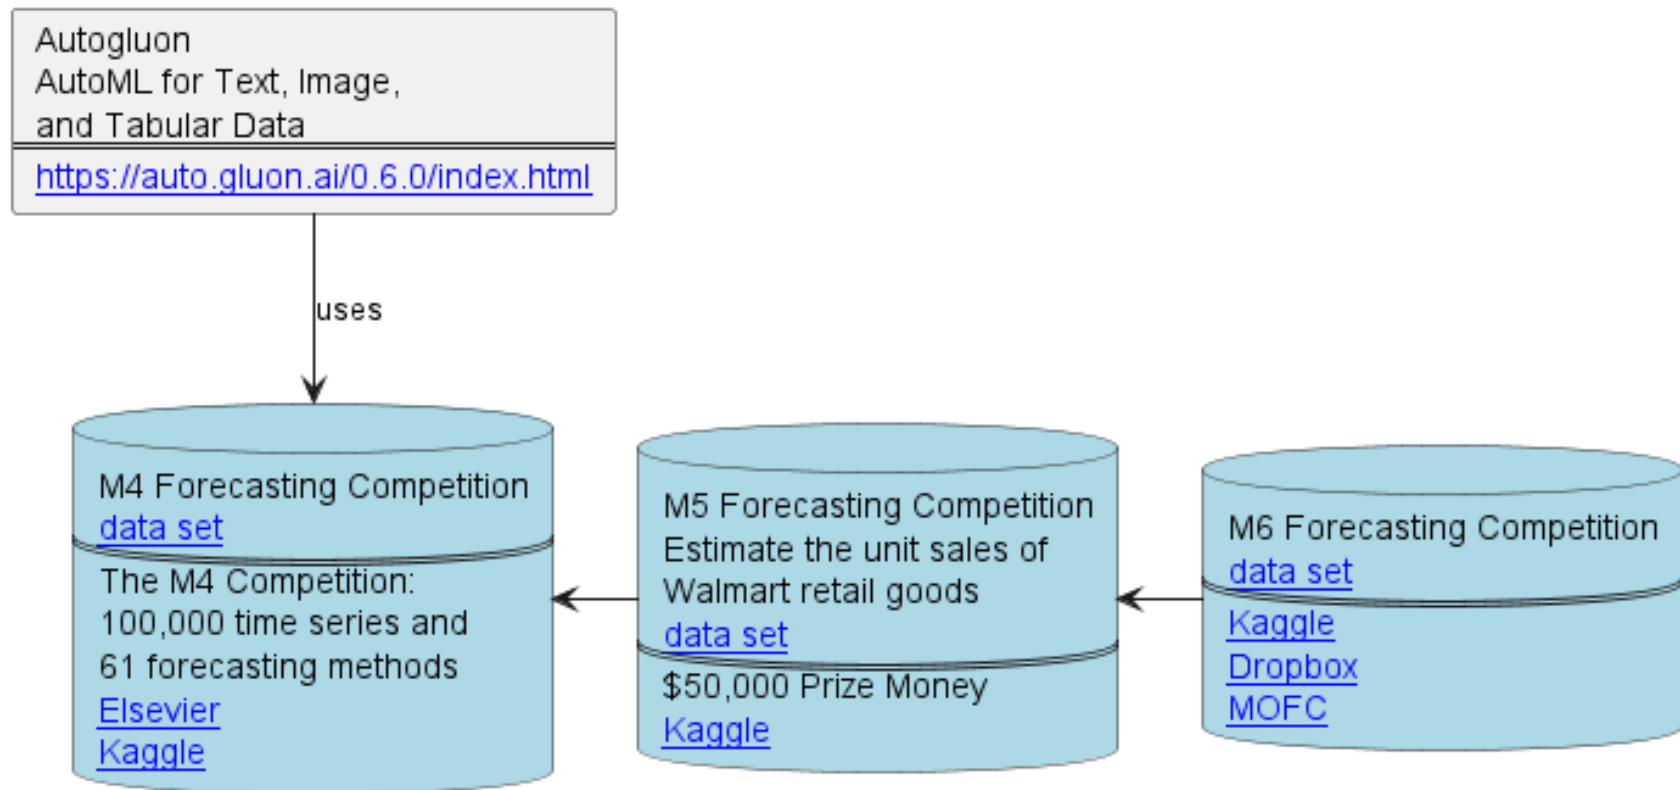 Autogluon
AutoML for Text, Image,
and Tabular Data
https://auto.gluon.ai/0.6.0/index.html
uses
M4 Forecasting Competition
data set
The M4 Competition:
100,000 time series and
61 forecasting methods
Elsevier
Kaggle
M5 Forecasting Competition
Estimate the unit sales of
Walmart retail goods
data set
$50,000 Prize Money
Kaggle
M6 Forecasting Competition
data set
Kaggle
Dropbox
MOFC